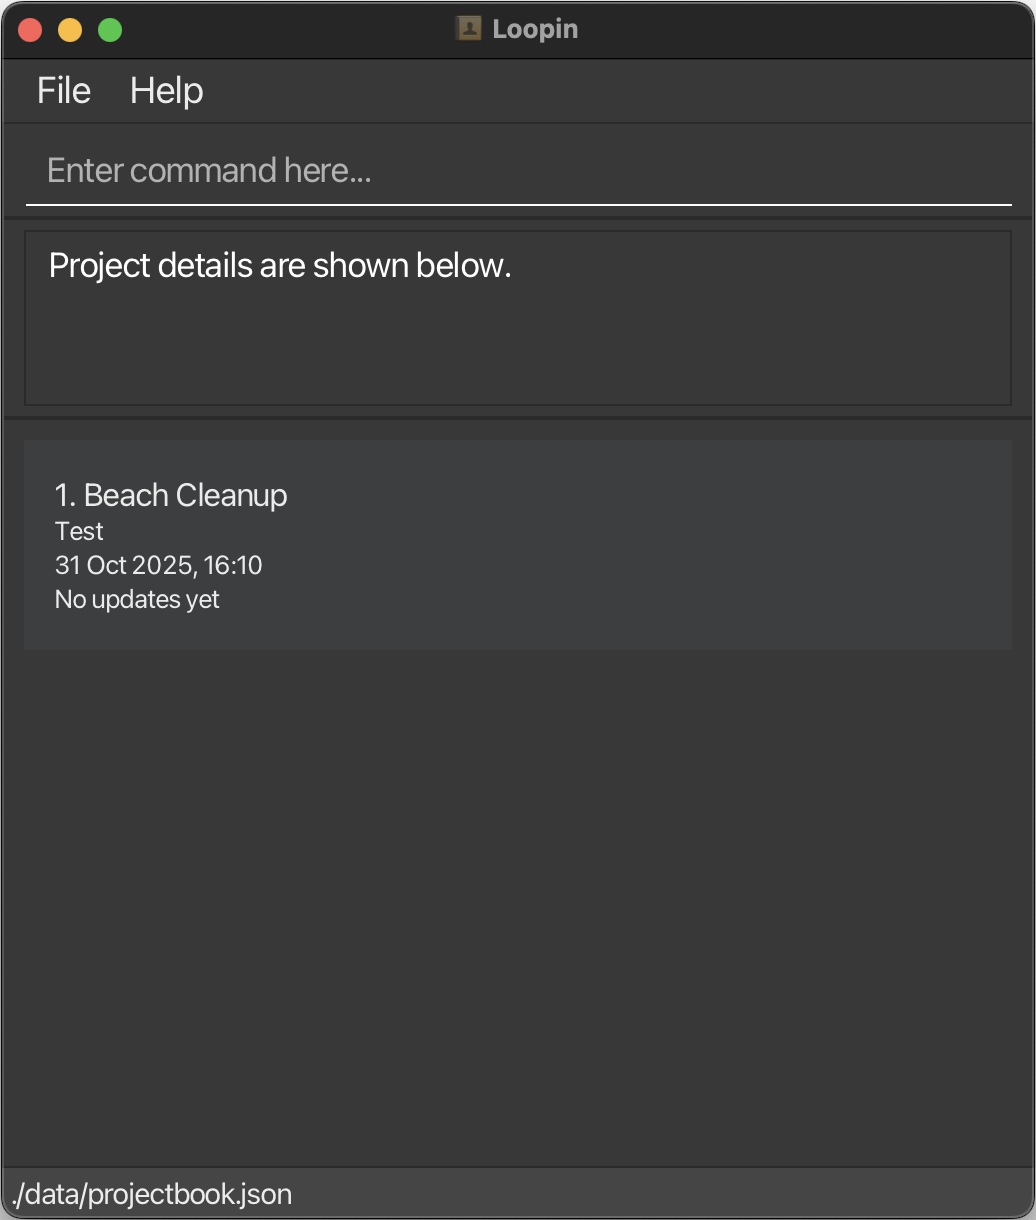 Loopin
File Help
Enter command here...
Project details are shown below.
1. Beach Cleanup
Test
31 Oct 2025, 16:10
No updates yet
./data/projectbook.json